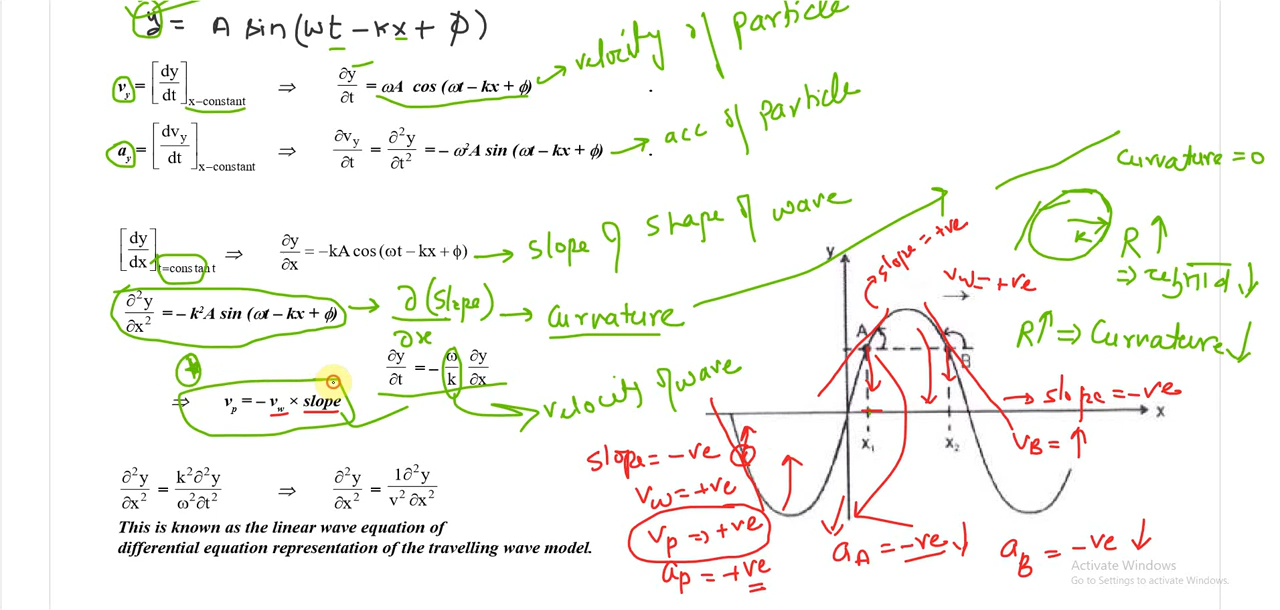 y = A sin(ωt − kx + ϕ)
v_y = [dy/dt]_x−constant ⇒ ∂y/∂t = ωA cos (ωt − kx + ϕ) → velocity of particle
a_y = [dv_y/dt]_x−constant ⇒ ∂v_y/∂t = ∂²y/∂t² = − ω²A sin (ωt − kx + ϕ) → acc of particle
Curvature = 0
[dy/dx]_t=constant ⇒ ∂y/∂x = −kA cos (ωt − kx + ϕ) → slope of shape of wave
R↑
⇒
∂²y/∂x² = − k²A sin (ωt − kx + ϕ) → ∂(slope)/∂x → Curvature
R↑ ⇒ Curvature ↓
y
slope = +ve
v_w = +ve
A
B
∂y/∂t = − ω/k ∂y/∂x
velocity of wave
⇒ v_p = − v_w × slope
→ slope = −ve
x
x₁
x₂
v_B = ↑
slope = −ve
v_w = +ve
v_p ⇒ +ve
a_p = +ve
a_A = −ve ↓
a_B = −ve ↓
∂²y/∂x² = k²∂²y/ω²∂t² ⇒ ∂²y/∂x² = 1∂²y/v² ∂x²
This is known as the linear wave equation of
differential equation representation of the travelling wave model.
Activate Windows
Go to Settings to activate Windows.